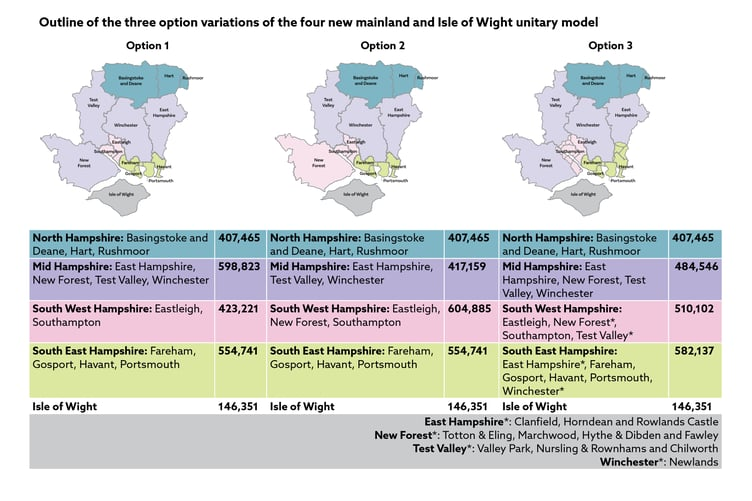 Outline of the three option variations of the four new mainland and Isle of Wight unitary model
Option 1
Option 2
Option 3
Basingstoke
and Deane
Hart
Rushmoor
Test
Valley
East
Hampshire
Winchester
Eastleigh
Southampton
New
Forest
Fareham
Havant
Gosport
Portsmouth
Isle of Wight
Basingstoke
and Deane
Hart
Rushmoor
Test
Valley
East
Hampshire
Winchester
Eastleigh
Southampton
New
Forest
Fareham
Havant
Gosport
Portsmouth
Isle of Wight
Basingstoke
and Deane
Hart
Rushmoor
Test
Valley
East
Hampshire
Winchester
Eastleigh
Southampton
New
Forest
Fareham
Havant
Gosport
Portsmouth
Isle of Wight
North Hampshire: Basingstoke and 407,465 North Hampshire: Basingstoke 407,465 North Hampshire: Basingstoke 407,465
Deane, Hart, Rushmoor and Deane, Hart, Rushmoor and Deane, Hart, Rushmoor
Mid Hampshire: East Hampshire, 598,823 Mid Hampshire: East Hampshire, 417,159 Mid Hampshire: East 484,546
New Forest, Test Valley, Winchester Test Valley, Winchester Hampshire, New Forest, Test
Valley, Winchester
South West Hampshire: Eastleigh, 423,221 South West Hampshire: Eastleigh, 604,885 South West Hampshire: 510,102
Southampton New Forest, Southampton Eastleigh, New Forest*,
Southampton, Test Valley*
South East Hampshire: Fareham, 554,741 South East Hampshire: Fareham, 554,741 South East Hampshire: 582,137
Gosport, Havant, Portsmouth Gosport, Havant, Portsmouth East Hampshire*, Fareham,
Gosport, Havant, Portsmouth,
Winchester*
Isle of Wight 146,351 Isle of Wight 146,351 Isle of Wight 146,351
East Hampshire*: Clanfield, Horndean and Rowlands Castle
New Forest*: Totton & Eling, Marchwood, Hythe & Dibden and Fawley
Test Valley*: Valley Park, Nursling & Rownhams and Chilworth
Winchester*: Newlands